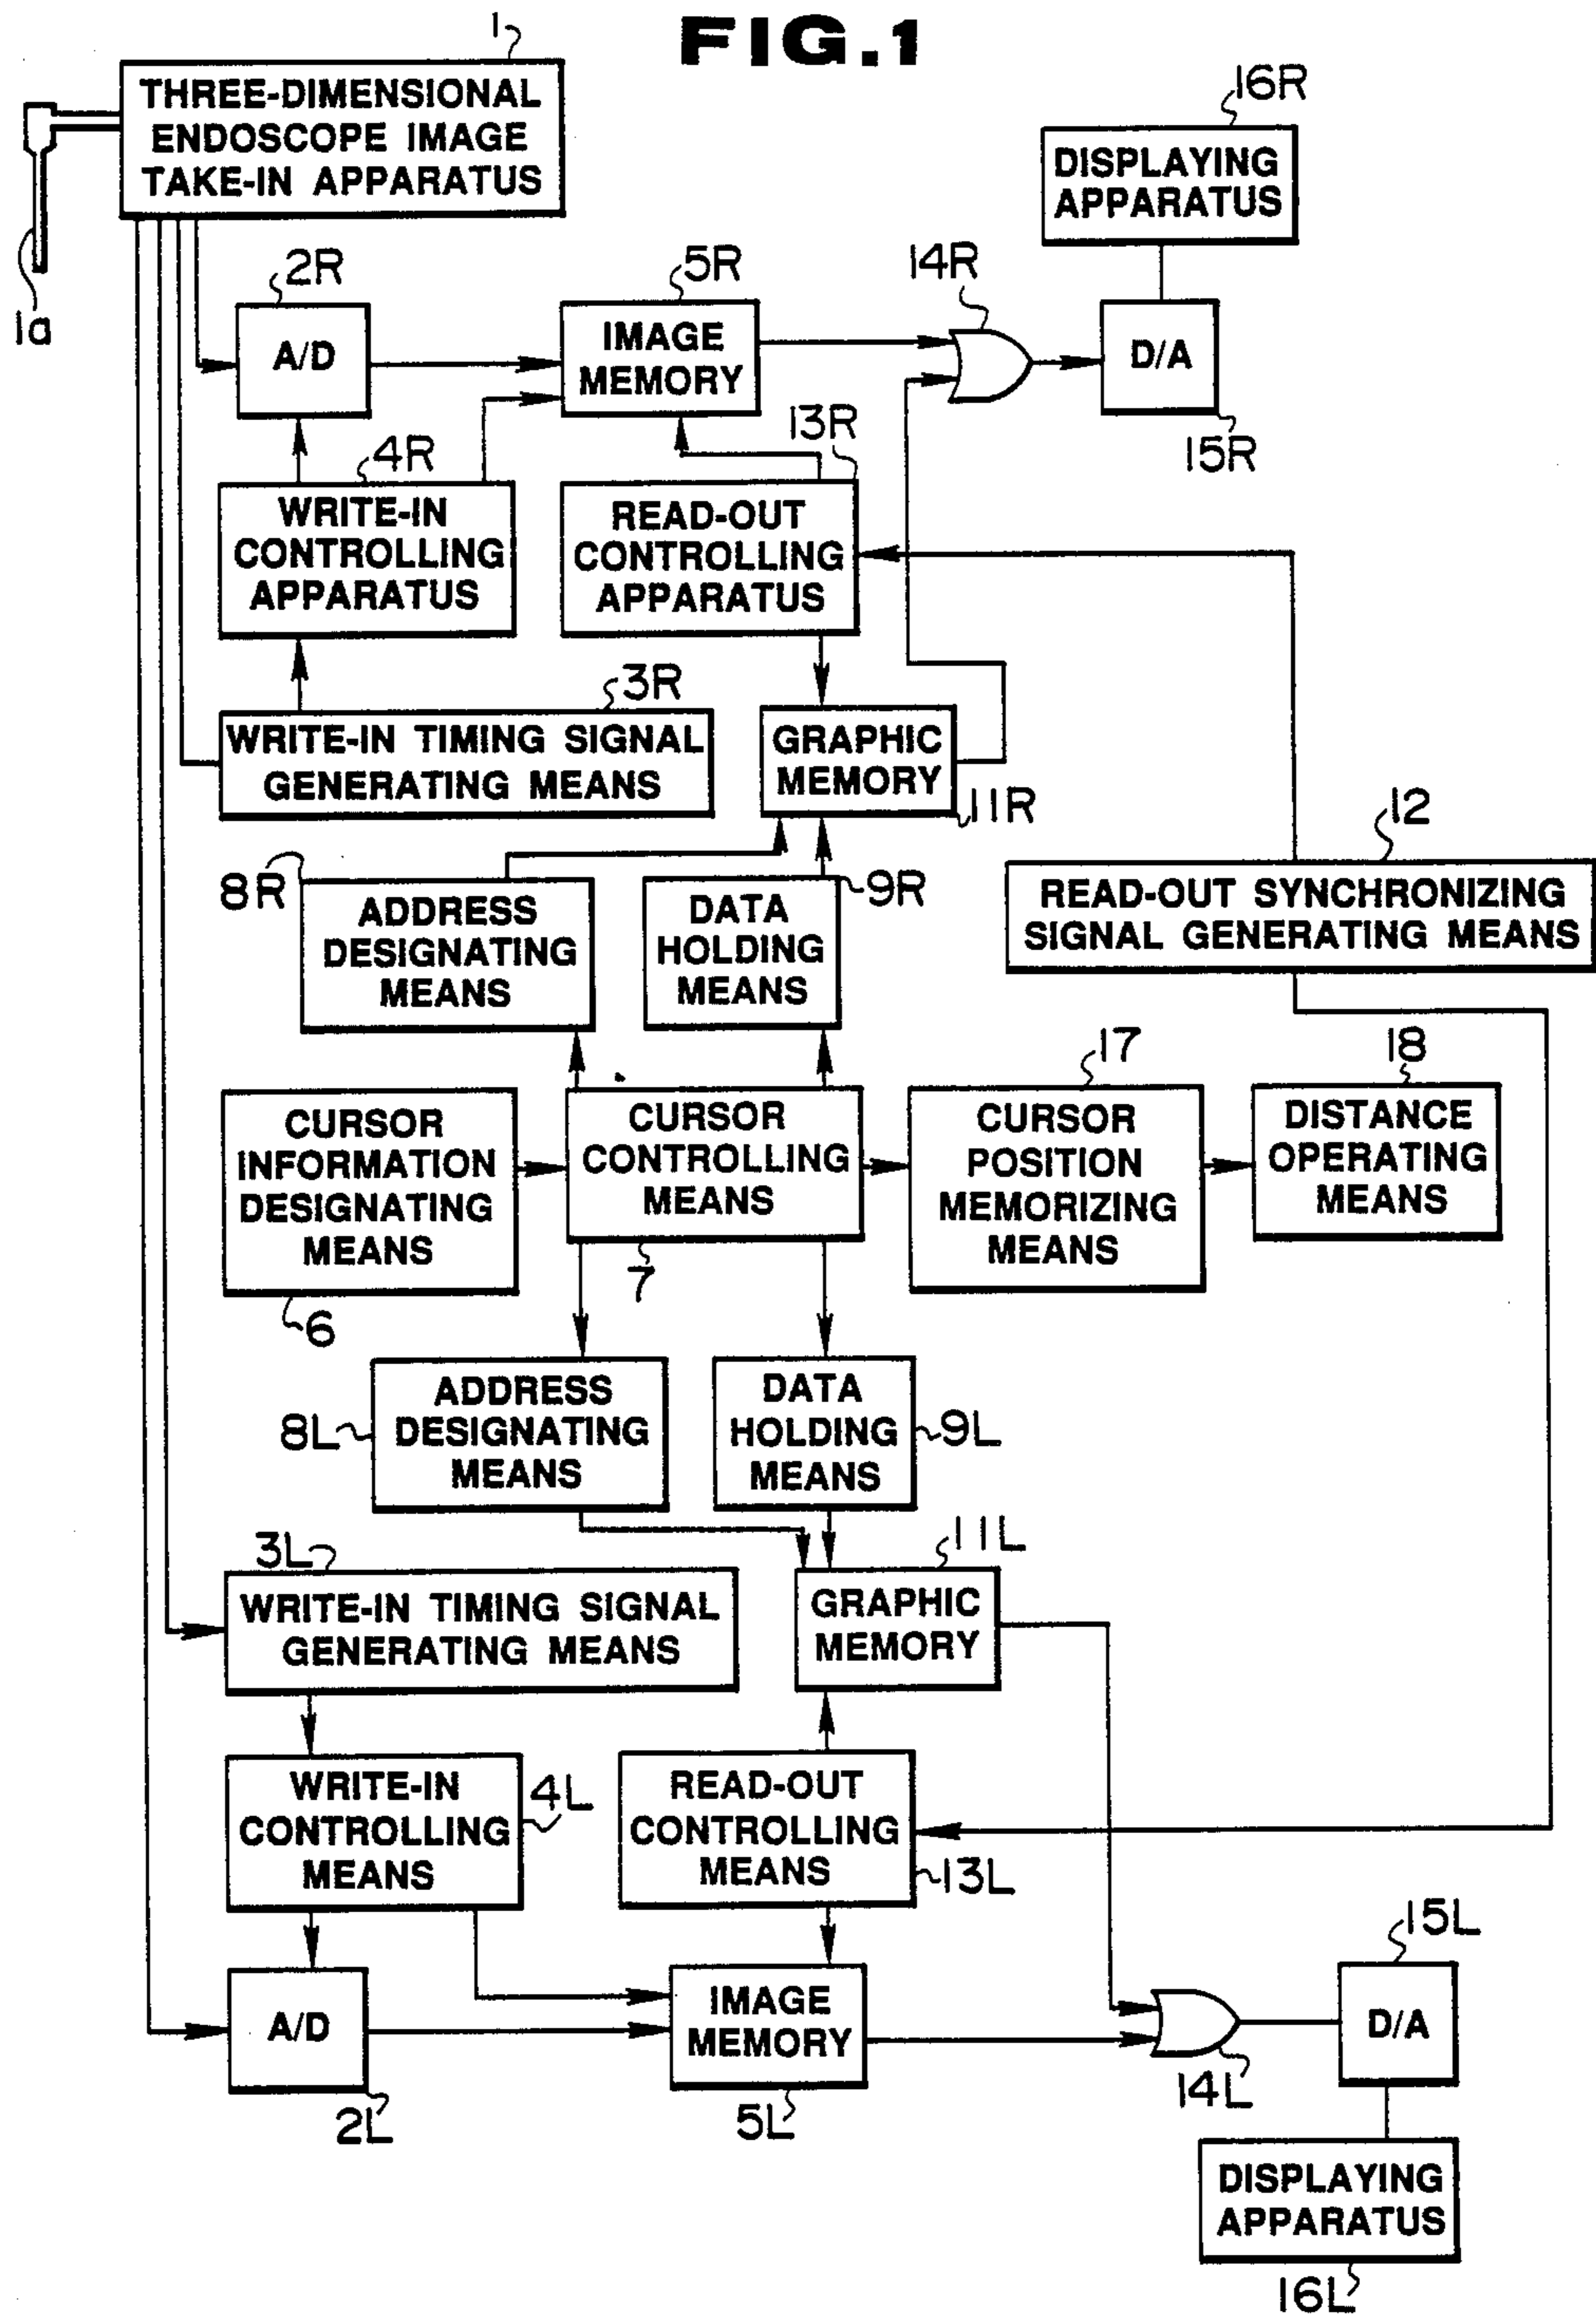 FIG.1
1
THREE-DIMENSIONAL
ENDOSCOPE IMAGE
TAKE-IN APPARATUS
1a
16R
DISPLAYING
APPARATUS
2R
A/D
5R
IMAGE
MEMORY
14R
D/A
15R
4R
WRITE-IN
CONTROLLING
APPARATUS
13R
READ-OUT
CONTROLLING
APPARATUS
3R
WRITE-IN TIMING SIGNAL
GENERATING MEANS
GRAPHIC
MEMORY
11R
12
READ-OUT SYNCHRONIZING
SIGNAL GENERATING MEANS
8R
ADDRESS
DESIGNATING
MEANS
9R
DATA
HOLDING
MEANS
CURSOR
INFORMATION
DESIGNATING
MEANS
6
CURSOR
CONTROLLING
MEANS
7
17
CURSOR
POSITION
MEMORIZING
MEANS
18
DISTANCE
OPERATING
MEANS
8L
ADDRESS
DESIGNATING
MEANS
DATA
HOLDING
MEANS
9L
3L
WRITE-IN TIMING SIGNAL
GENERATING MEANS
11L
GRAPHIC
MEMORY
WRITE-IN
CONTROLLING
MEANS
4L
READ-OUT
CONTROLLING
MEANS
13L
A/D
2L
IMAGE
MEMORY
5L
14L
15L
D/A
DISPLAYING
APPARATUS
16L